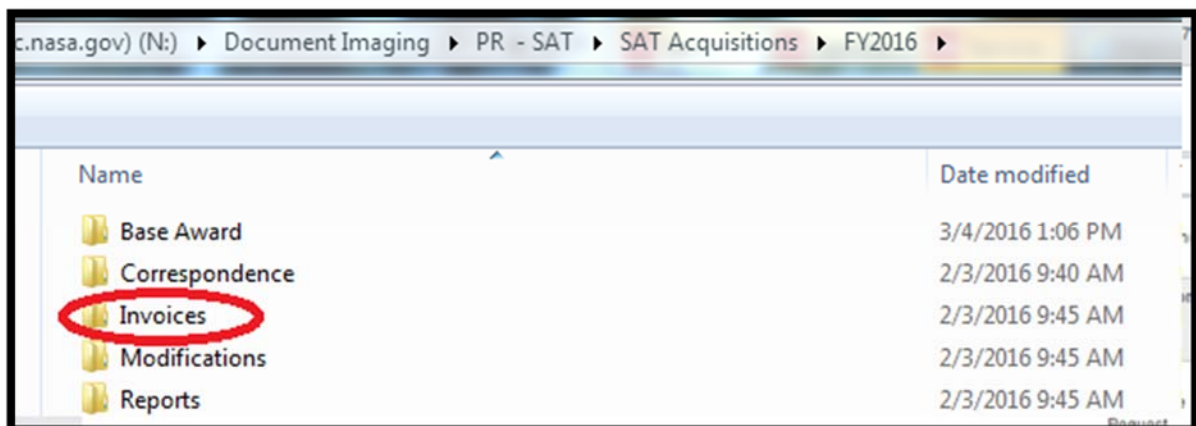 c.nasa.gov) (N:) ▸ Document Imaging ▸ PR - SAT ▸ SAT Acquisitions ▸ FY2016 ▸
Name Date modified
Base Award 3/4/2016 1:06 PM
Correspondence 2/3/2016 9:40 AM
Invoices 2/3/2016 9:45 AM
Modifications 2/3/2016 9:45 AM
Reports 2/3/2016 9:45 AM
Request